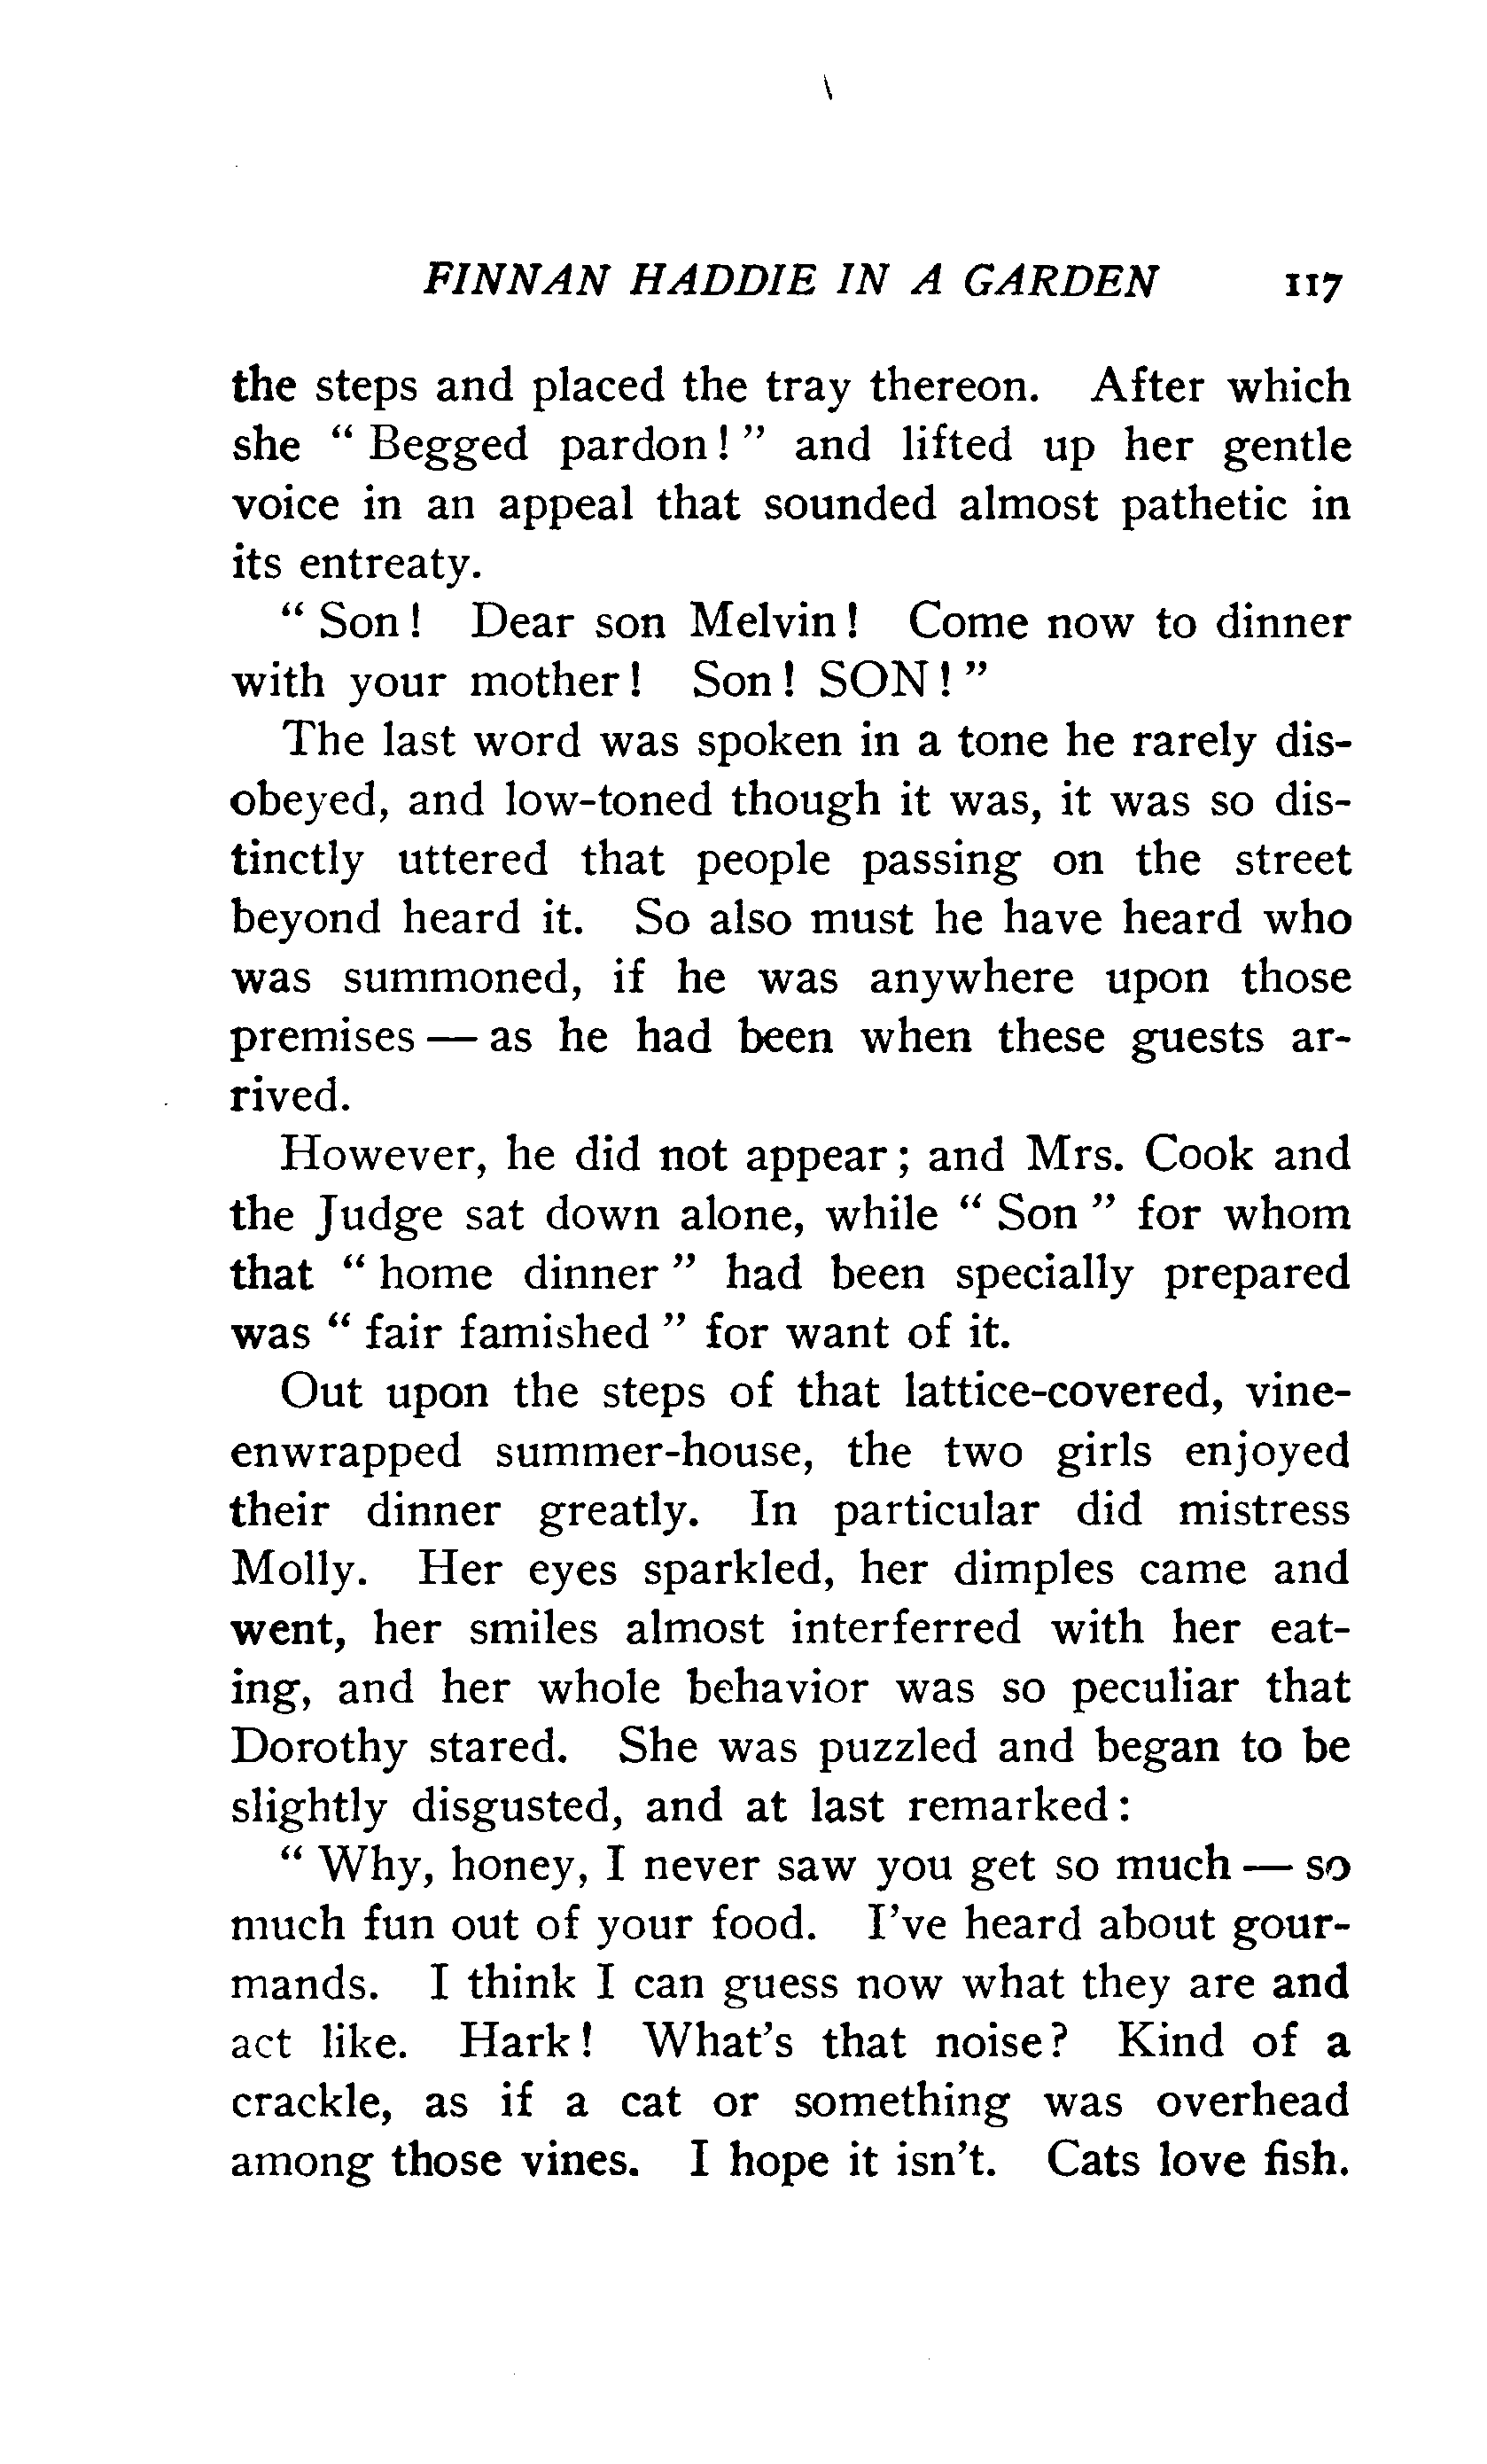 FINNAN HADDIE IN A GARDEN 117
the steps and placed the tray thereon. After which
she “ Begged pardon! ” and lifted up her gentle
voice in an appeal that sounded almost pathetic in
its entreaty.
“ Son! Dear son Melvin! Come now to dinner
with your mother! Son! SON! ”
The last word was spoken in a tone he rarely dis-
obeyed, and low-toned though it was, it was so dis-
tinctly uttered that people passing on the street
beyond heard it. So also must he have heard who
was summoned, if he was anywhere upon those
premises — as he had been when these guests ar-
rived.
However, he did not appear; and Mrs. Cook and
the Judge sat down alone, while “ Son ” for whom
that “ home dinner ” had been specially prepared
was “ fair famished ” for want of it.
Out upon the steps of that lattice-covered, vine-
enwrapped summer-house, the two girls enjoyed
their dinner greatly. In particular did mistress
Molly. Her eyes sparkled, her dimples came and
went, her smiles almost interferred with her eat-
ing, and her whole behavior was so peculiar that
Dorothy stared. She was puzzled and began to be
slightly disgusted, and at last remarked:
“ Why, honey, I never saw you get so much — so
much fun out of your food. I've heard about gour-
mands. I think I can guess now what they are and
act like. Hark! What's that noise? Kind of a
crackle, as if a cat or something was overhead
among those vines. I hope it isn't. Cats love fish.